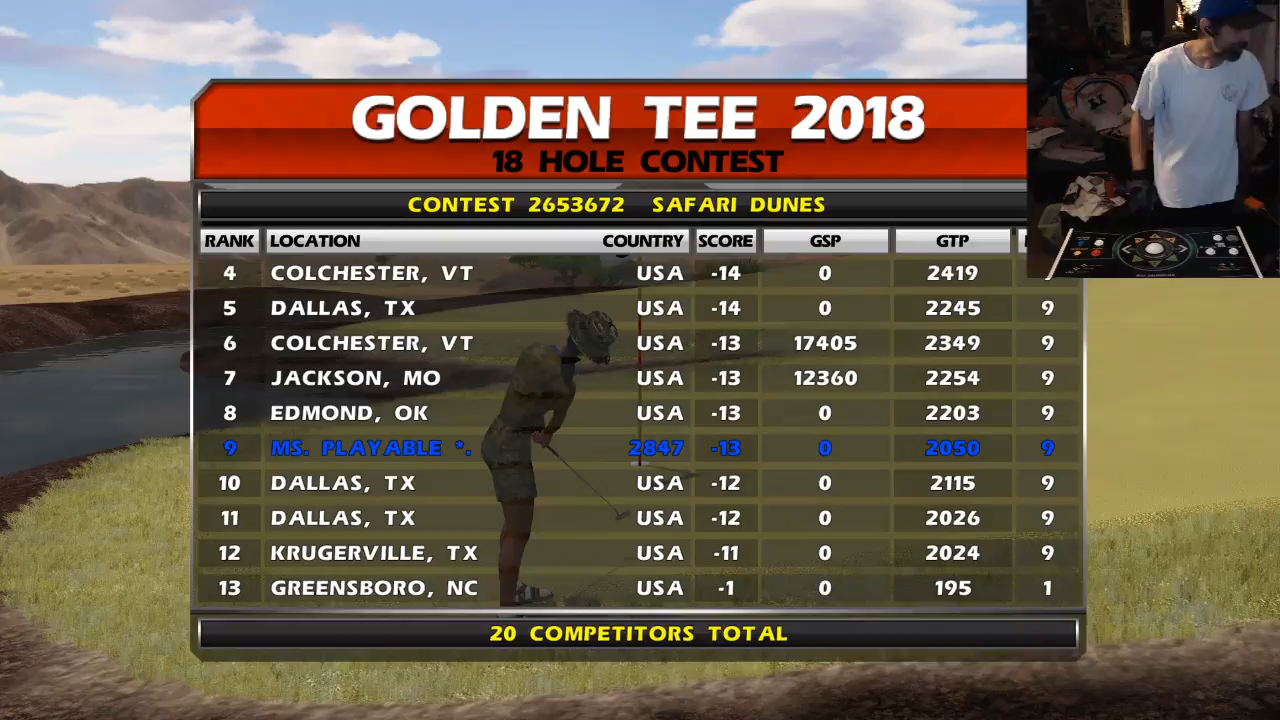 GOLDEN TEE 2018
18 HOLE CONTEST
CONTEST 2653672 SAFARI DUNES
RANK LOCATION COUNTRY SCORE GSP GTP
4 COLCHESTER, VT USA -14 0 2419
5 DALLAS, TX USA -14 0 2245 9
6 COLCHESTER, VT USA -13 17405 2349 9
7 JACKSON, MO USA -13 12360 2254 9
8 EDMOND, OK USA -13 0 2203 9
9 MS. PLAYABLE *. 2847 -13 0 2050 9
10 DALLAS, TX USA -12 0 2115 9
11 DALLAS, TX USA -12 0 2026 9
12 KRUGERVILLE, TX USA -11 0 2024 9
13 GREENSBORO, NC USA -1 0 195 1
20 COMPETITORS TOTAL